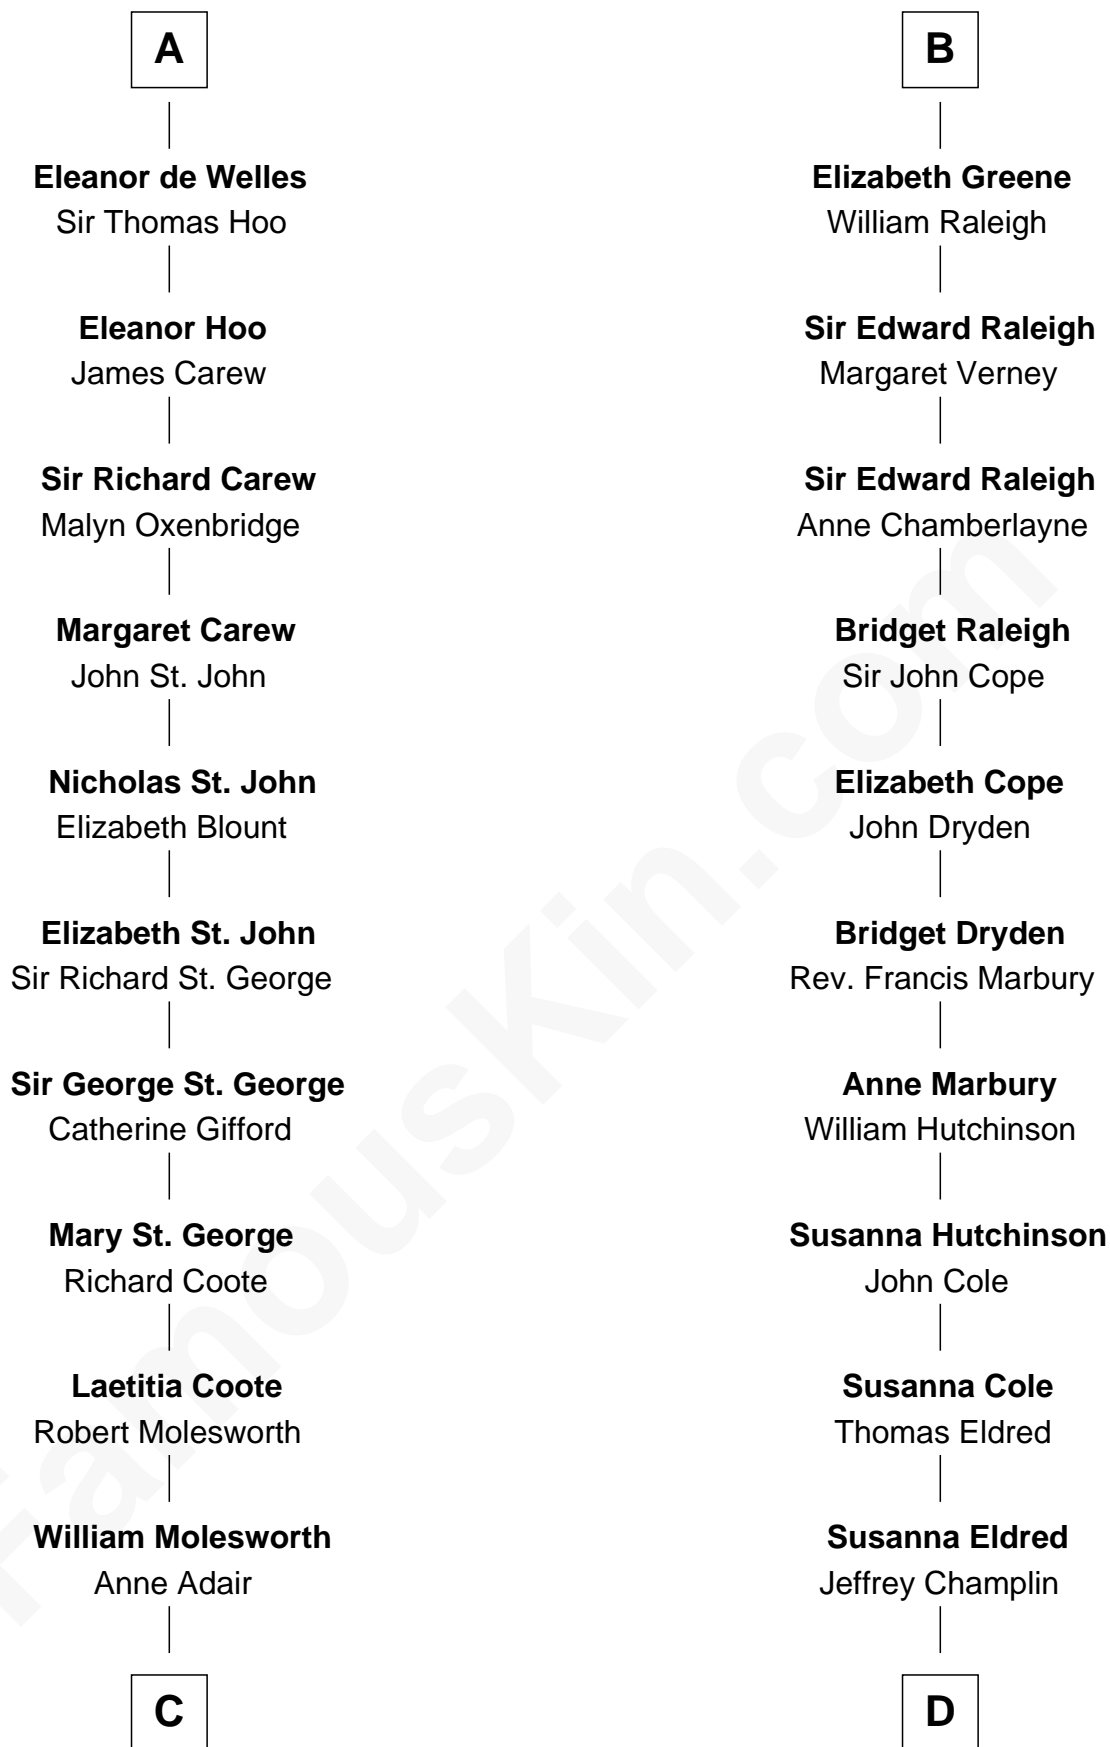 A
Eleanor de Welles
Sir Thomas Hoo
Eleanor Hoo
James Carew
Sir Richard Carew
Malyn Oxenbridge
Margaret Carew
John St. John
Nicholas St. John
Elizabeth Blount
Elizabeth St. John
Sir Richard St. George
Sir George St. George
Catherine Gifford
Mary St. George
Richard Coote
Laetitia Coote
Robert Molesworth
William Molesworth
Anne Adair
C
B
Elizabeth Greene
William Raleigh
Sir Edward Raleigh
Margaret Verney
Sir Edward Raleigh
Anne Chamberlayne
Bridget Raleigh
Sir John Cope
Elizabeth Cope
John Dryden
Bridget Dryden
Rev. Francis Marbury
Anne Marbury
William Hutchinson
Susanna Hutchinson
John Cole
Susanna Cole
Thomas Eldred
Susanna Eldred
Jeffrey Champlin
D
FamousKin.com